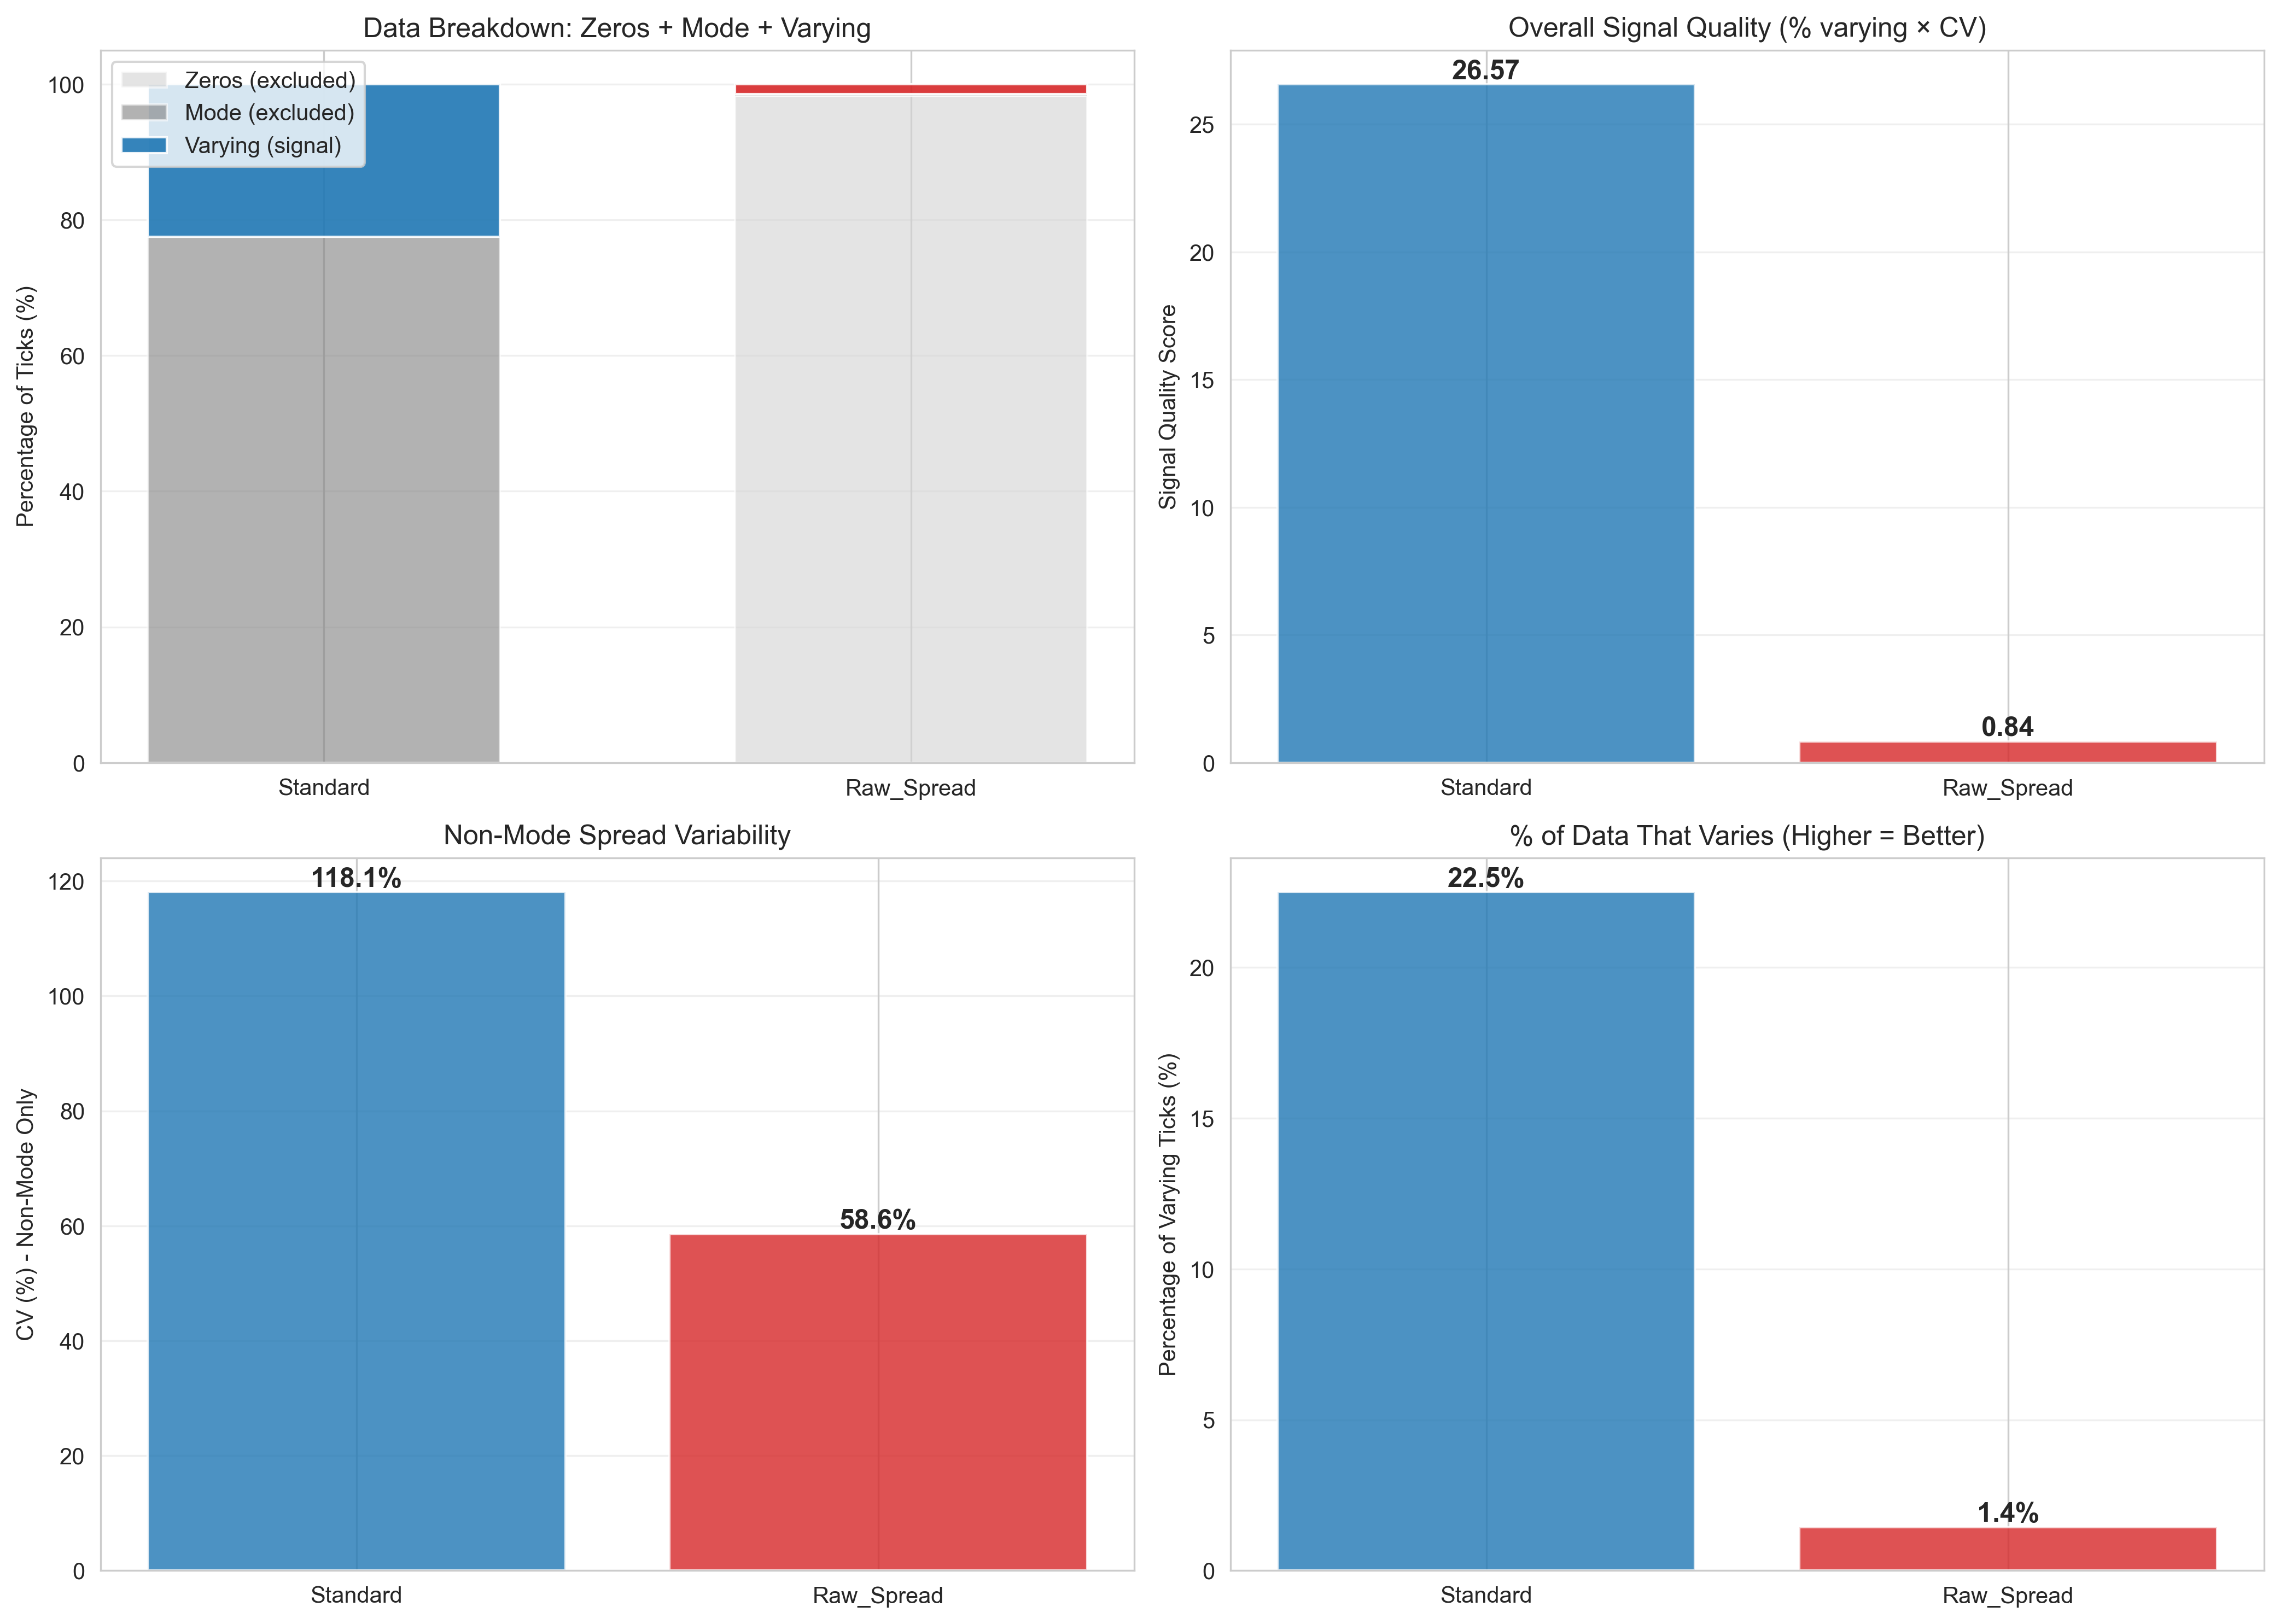 Data Breakdown: Zeros + Mode + Varying
Percentage of Ticks (%)
100
80
60
40
20
0
Zeros (excluded)
Mode (excluded)
Varying (signal)
Standard
Raw_Spread
Overall Signal Quality (% varying × CV)
Signal Quality Score
25
20
15
10
5
0
26.57
0.84
Standard
Raw_Spread
Non-Mode Spread Variability
CV (%) - Non-Mode Only
120
100
80
60
40
20
0
118.1%
58.6%
Standard
Raw_Spread
% of Data That Varies (Higher = Better)
Percentage of Varying Ticks (%)
20
15
10
5
0
22.5%
1.4%
Standard
Raw_Spread